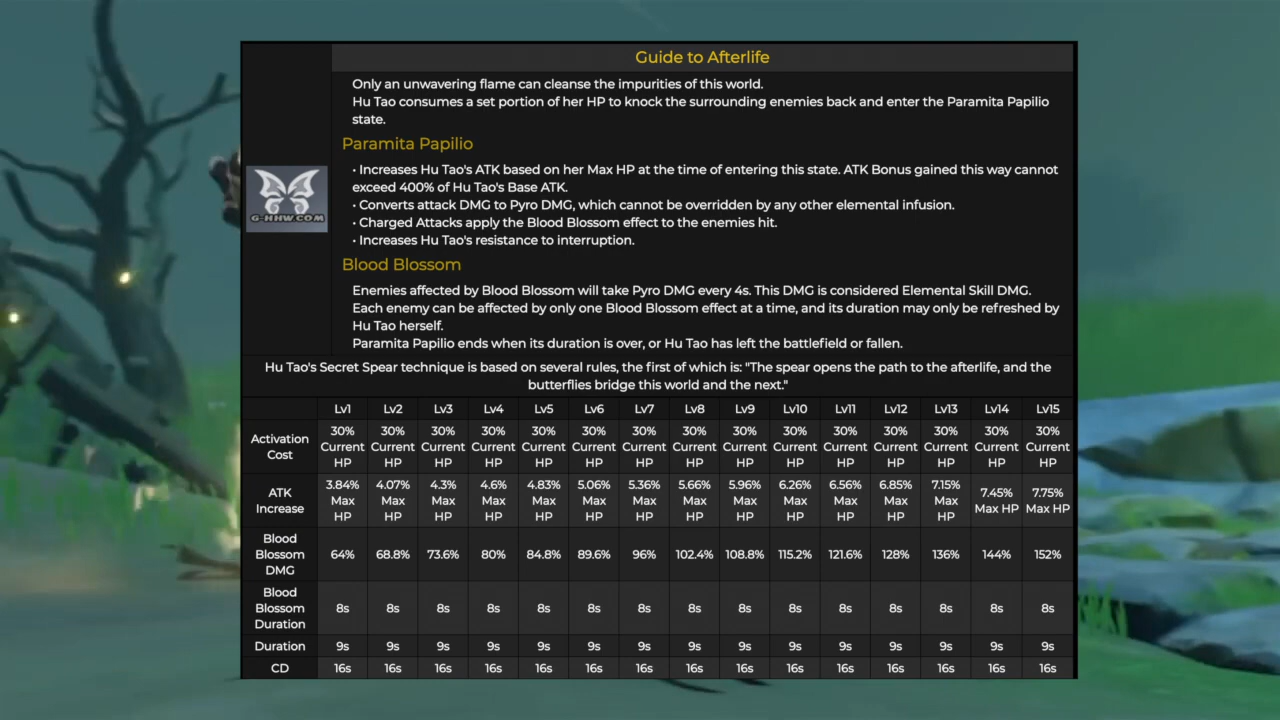 Guide to Afterlife
Only an unwavering flame can cleanse the impurities of this world.
Hu Tao consumes a set portion of her HP to knock the surrounding enemies back and enter the Paramita Papilio
state.
Paramita Papilio
• Increases Hu Tao's ATK based on her Max HP at the time of entering this state. ATK Bonus gained this way cannot
exceed 400% of Hu Tao's Base ATK.
• Converts attack DMG to Pyro DMG, which cannot be overridden by any other elemental infusion.
• Charged Attacks apply the Blood Blossom effect to the enemies hit.
• Increases Hu Tao's resistance to interruption.
G-HHW.COM
Blood Blossom
Enemies affected by Blood Blossom will take Pyro DMG every 4s. This DMG is considered Elemental Skill DMG.
Each enemy can be affected by only one Blood Blossom effect at a time, and its duration may only be refreshed by
Hu Tao herself.
Paramita Papilio ends when its duration is over, or Hu Tao has left the battlefield or fallen.
Hu Tao's Secret Spear technique is based on several rules, the first of which is: "The spear opens the path to the afterlife, and the
butterflies bridge this world and the next."
Lv1 Lv2 Lv3 Lv4 Lv5 Lv6 Lv7 Lv8 Lv9 Lv10 Lv11 Lv12 Lv13 Lv14 Lv15
Activation Cost 30% Current HP 30% Current HP 30% Current HP 30% Current HP 30% Current HP 30% Current HP 30% Current HP 30% Current HP 30% Current HP 30% Current HP 30% Current HP 30% Current HP 30% Current HP 30% Current HP 30% Current HP
ATK Increase 3.84% Max HP 4.07% Max HP 4.3% Max HP 4.6% Max HP 4.83% Max HP 5.06% Max HP 5.36% Max HP 5.66% Max HP 5.96% Max HP 6.26% Max HP 6.56% Max HP 6.85% Max HP 7.15% Max HP 7.45% Max HP 7.75% Max HP
Blood Blossom DMG 64% 68.8% 73.6% 80% 84.8% 89.6% 96% 102.4% 108.8% 115.2% 121.6% 128% 136% 144% 152%
Blood Blossom Duration 8s 8s 8s 8s 8s 8s 8s 8s 8s 8s 8s 8s 8s 8s 8s
Duration 9s 9s 9s 9s 9s 9s 9s 9s 9s 9s 9s 9s 9s 9s 9s
CD 16s 16s 16s 16s 16s 16s 16s 16s 16s 16s 16s 16s 16s 16s 16s